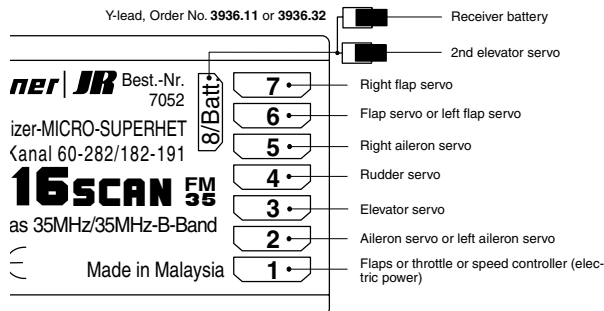 Y-lead, Order No. 3936.11 or 3936.32
Receiver battery
2nd elevator servo
ner JR Best.-Nr.
7052
8/Batt
izer-MICRO-SUPERHET
Kanal 60-282/182-191
16 SCAN FM
35
as 35MHz/35MHz-B-Band
Made in Malaysia
7 Right flap servo
6 Flap servo or left flap servo
5 Right aileron servo
4 Rudder servo
3 Elevator servo
2 Aileron servo or left aileron servo
1 Flaps or throttle or speed controller (elec-
tric power)